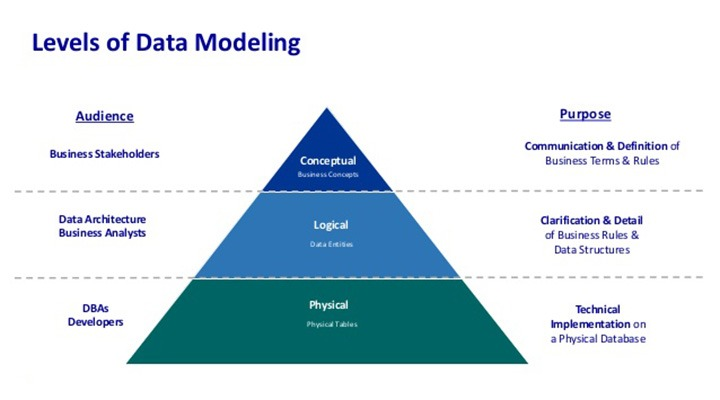 Levels of Data Modeling
Audience
Purpose
Business Stakeholders
Conceptual
Business Concepts
Communication & Definition of
Business Terms & Rules
Data Architecture
Business Analysts
Logical
Data Entities
Clarification & Detail
of Business Rules &
Data Structures
DBAs
Developers
Physical
Physical Tables
Technical
Implementation on
a Physical Database